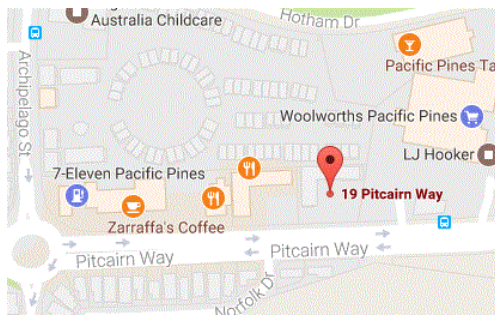 Australia Childcare
Hotham Dr
Archipelago St
Pacific Pines Ta
Woolworths Pacific Pines
LJ Hooker
7-Eleven Pacific Pines
19 Pitcairn Way
Zarraffa's Coffee
Pitcairn Way
Pitcairn Way
Norfolk Dr